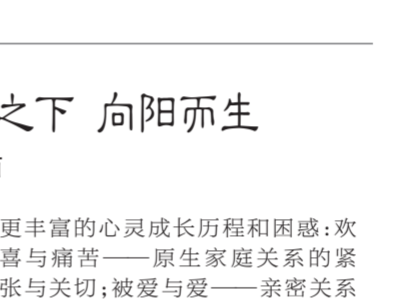 之下 向阳而生
更丰富的心灵成长历程和困惑：欢
喜与痛苦——原生家庭关系的紧
张与关切；被爱与爱——亲密关系